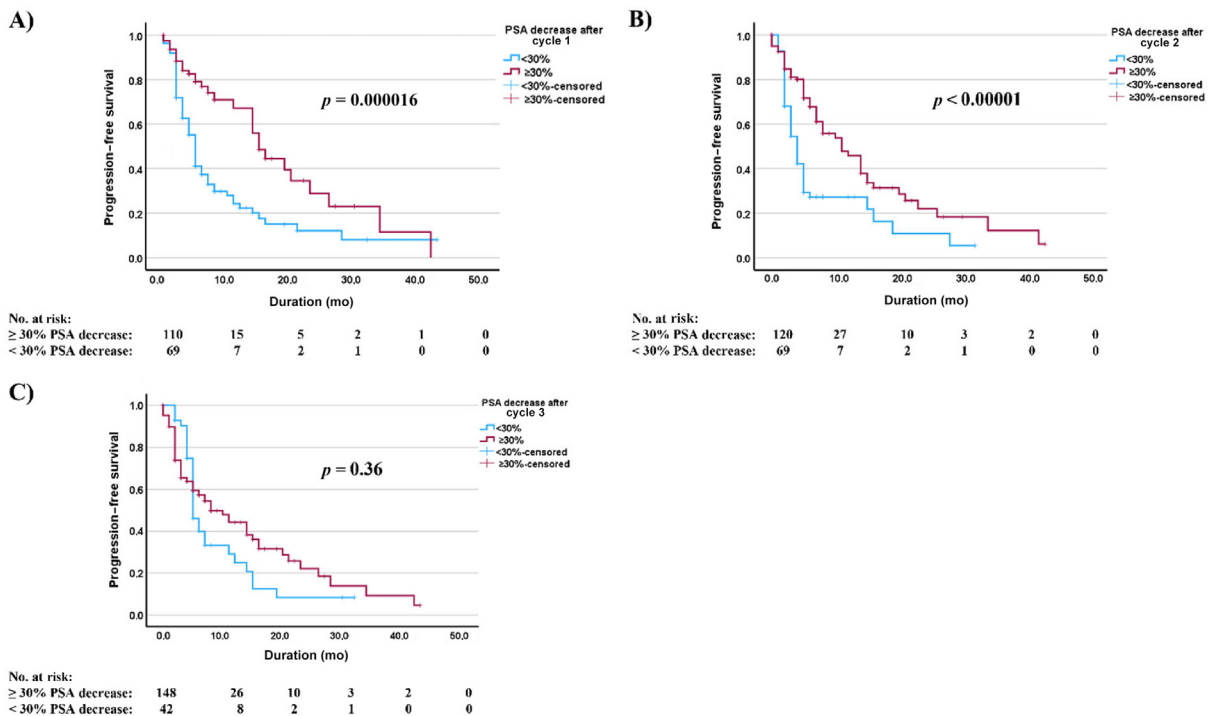 A)
PSA decrease after
cycle 1
<30%
≥30%
<30%-censored
≥30%-censored
p = 0.000016
Progression-free survival
1.0
0.8
0.6
0.4
0.2
0.0
0.0 10.0 20.0 30.0 40.0 50.0
Duration (mo)
No. at risk:
≥ 30% PSA decrease: 110 15 5 2 1 0
< 30% PSA decrease: 69 7 2 1 0 0
B)
PSA decrease after
cycle 2
<30%
≥30%
<30%-censored
≥30%-censored
p < 0.00001
Progression-free survival
1.0
0.8
0.6
0.4
0.2
0.0
0.0 10.0 20.0 30.0 40.0 50.0
Duration (mo)
No. at risk:
≥ 30% PSA decrease: 120 27 10 3 2 0
< 30% PSA decrease: 69 7 2 1 0 0
C)
PSA decrease after
cycle 3
<30%
≥30%
<30%-censored
≥30%-censored
p = 0.36
Progression-free survival
1.0
0.8
0.6
0.4
0.2
0.0
0.0 10.0 20.0 30.0 40.0 50,0
Duration (mo)
No. at risk:
≥ 30% PSA decrease: 148 26 10 3 2 0
< 30% PSA decrease: 42 8 2 1 0 0